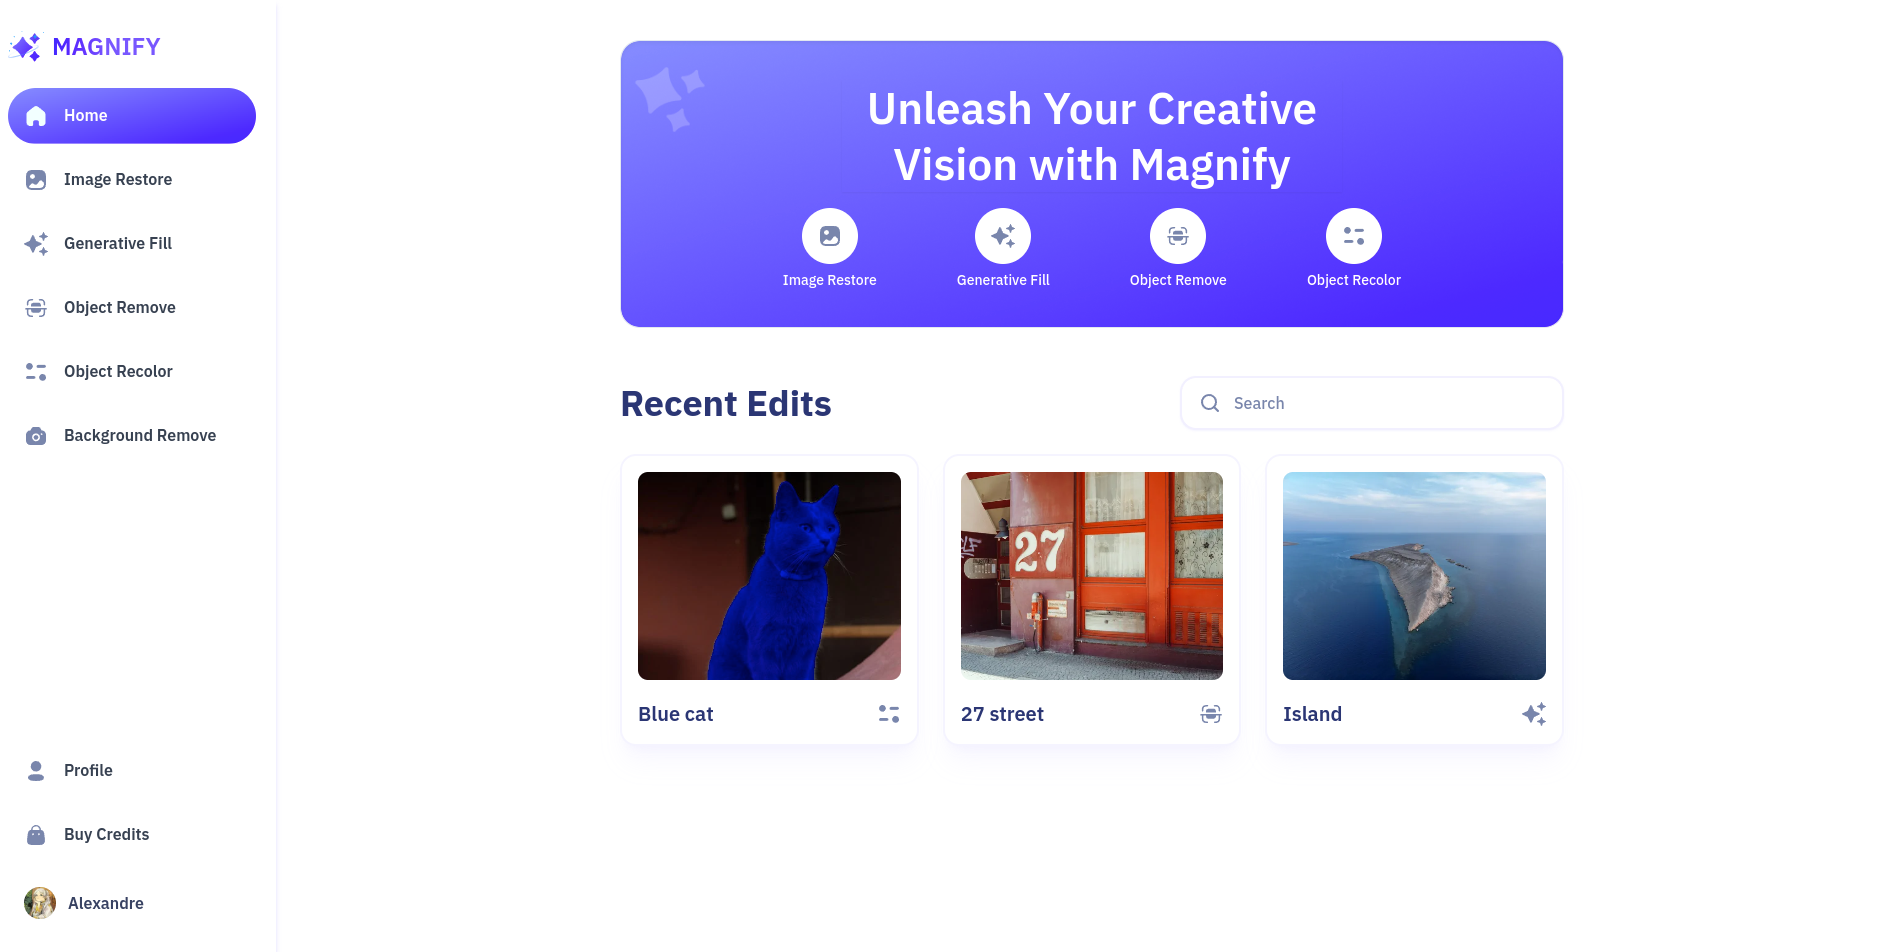 MAGNIFY
Home
Image Restore
Generative Fill
Object Remove
Object Recolor
Background Remove
Profile
Buy Credits
Alexandre
Unleash Your Creative
Vision with Magnify
Image Restore
Generative Fill
Object Remove
Object Recolor
Recent Edits
Search
27
Blue cat
27 street
Island